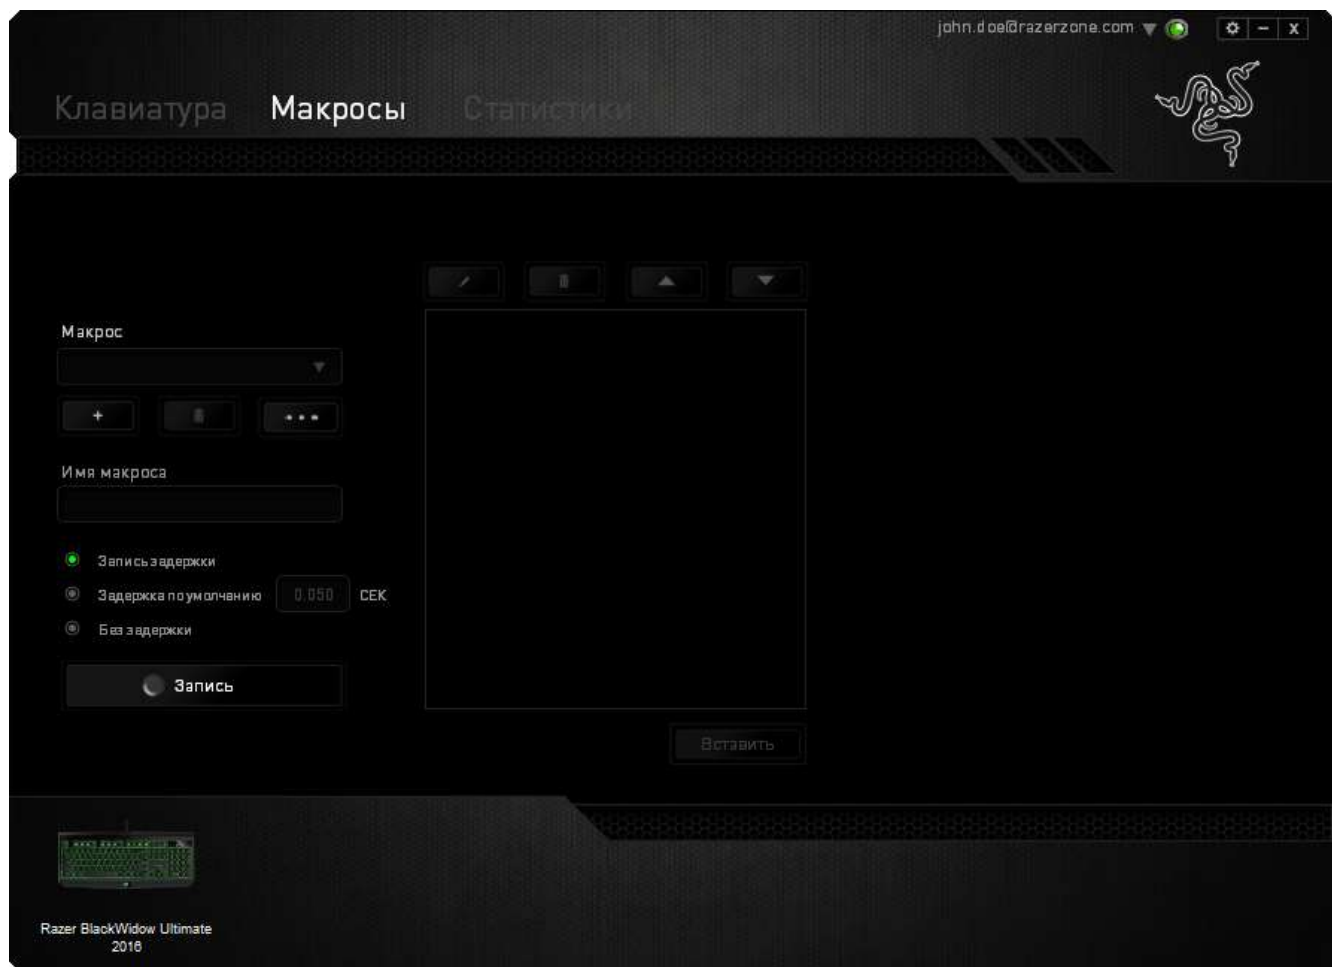 john.doe@razerzone.com
Клавиатура Макросы Статистики
Макрос
Имя макроса
Запись задержки
Задержка по умолчанию 0.050 СЕК
Без задержки
Запись
Вставить
Razer BlackWidow Ultimate
2016